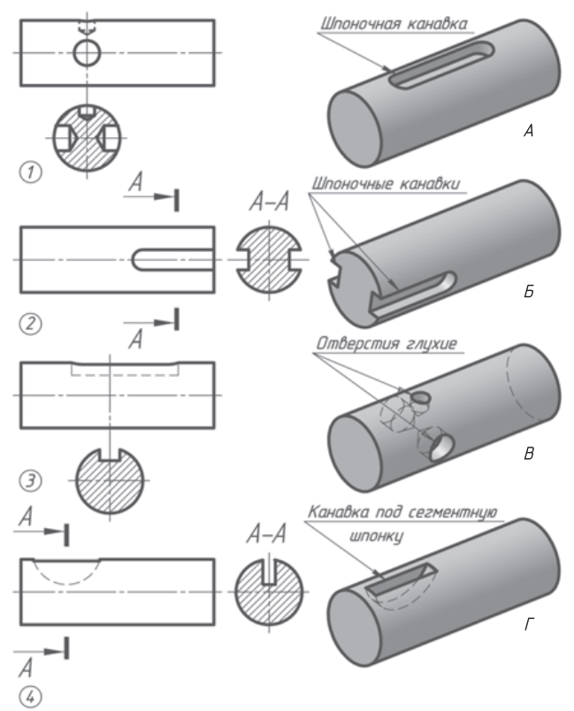 Шпоночная канавка
А
1
А
А–А
Шпоночные канавки
Б
2
А
Отверстия глухие
В
3
А
А–А
Канавка под сегментную
шпонку
Г
А
4